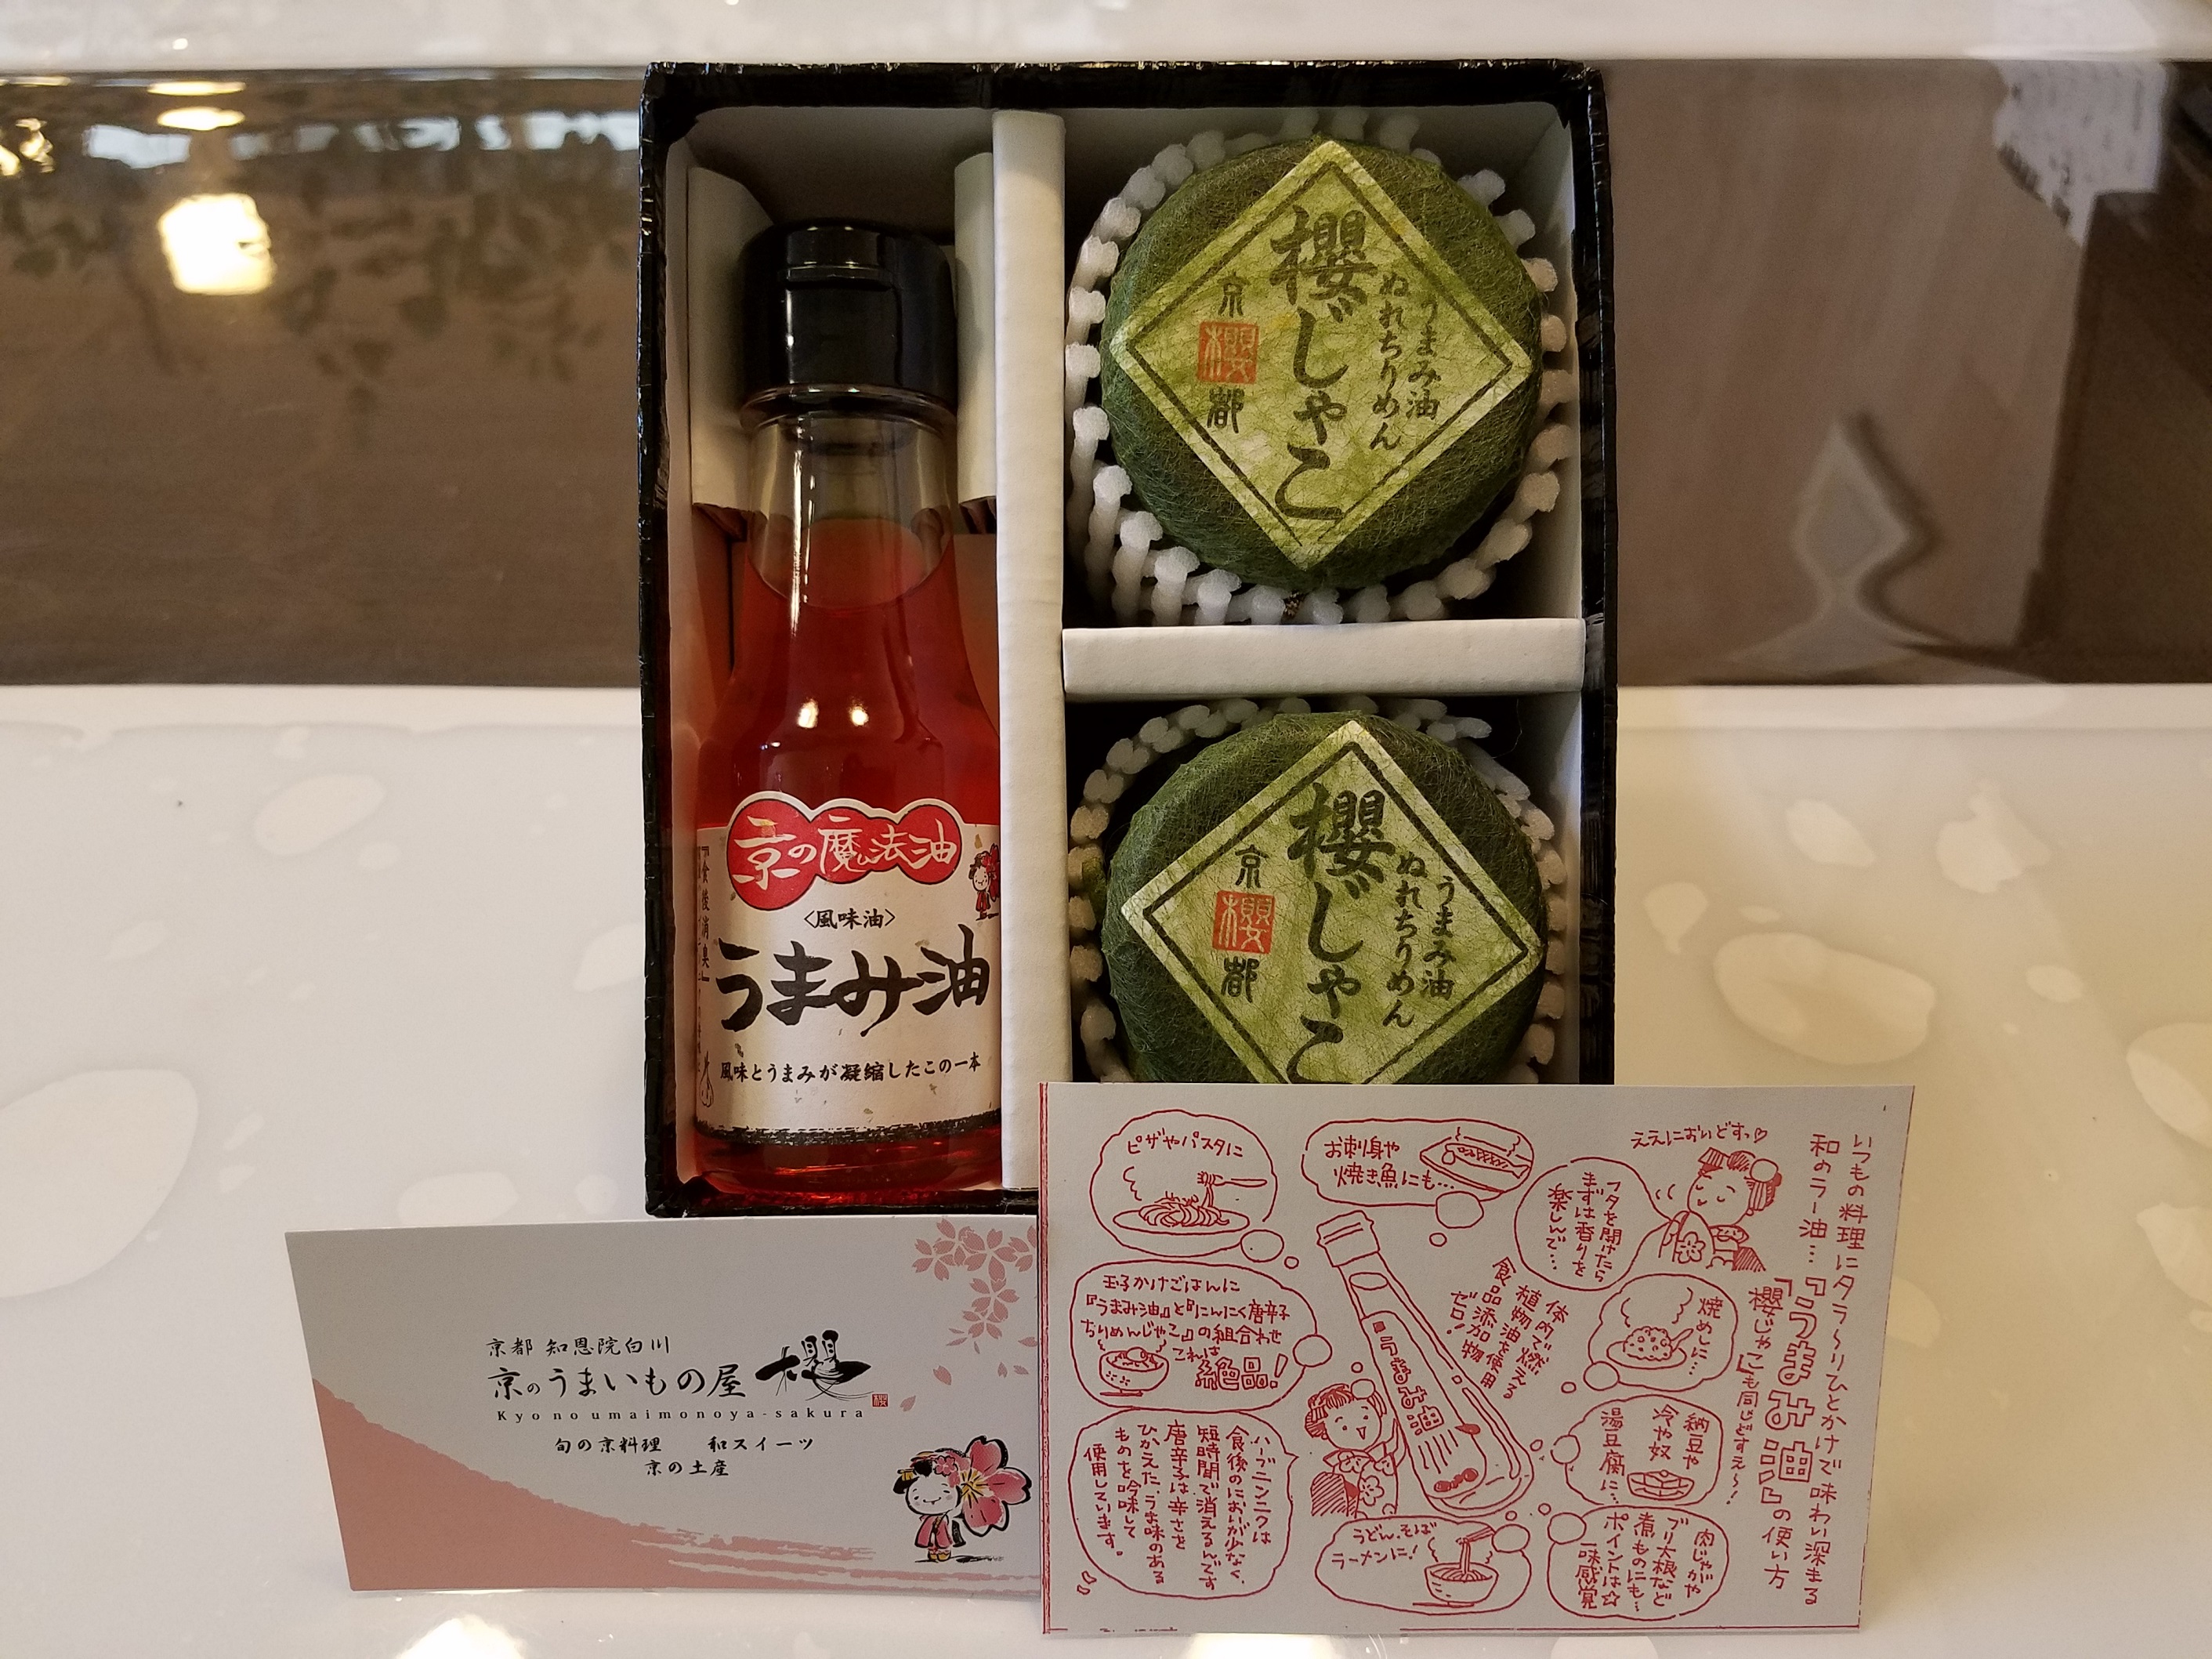 京の魔法油
〈風味油〉
うまみ油
風味とうまみが凝縮したこの一本
『食後消臭』
うまみ油
ぬれちりめん
櫻じゃこ
京
櫻
都
うまみ油
ぬれちりめん
櫻じゃこ
京
櫻
都
京都 知恩院白川
京のうまいもの屋 櫻
Kyo no umaimonoya-sakura
旬の京料理 和スイーツ
京の土産
いつもの料理にタラ～リひとかけで味わい深まる
和のラー油…『うまみ油』の使い方
「櫻じゃこ」も同じどすえ～!
ええにおいどすっ♡
フタを開けたら
まずは香りを
楽しんで…
お刺身や
焼き魚にも…
ピザやパスタに
体内で燃える
植物油を使用
食品添加物
ゼロ!
焼めしに…
玉子かけごはんに
『うまみ油』と『にんにく唐辛子
ちりめんじゃこ』の組合わせ
これは
絶品!
うまみ油
納豆や
冷や奴
湯豆腐に…
ハーブニンニクは
食後のにおいが少なく、
短時間で消えるんです
唐辛子は辛さを
ひかえた、うま味のある
ものを吟味して
使用しています。
うどん、そば
ラーメンに!
肉じゃがや
ブリ大根など
煮ものにも…
ポイントは☆
一味感覚